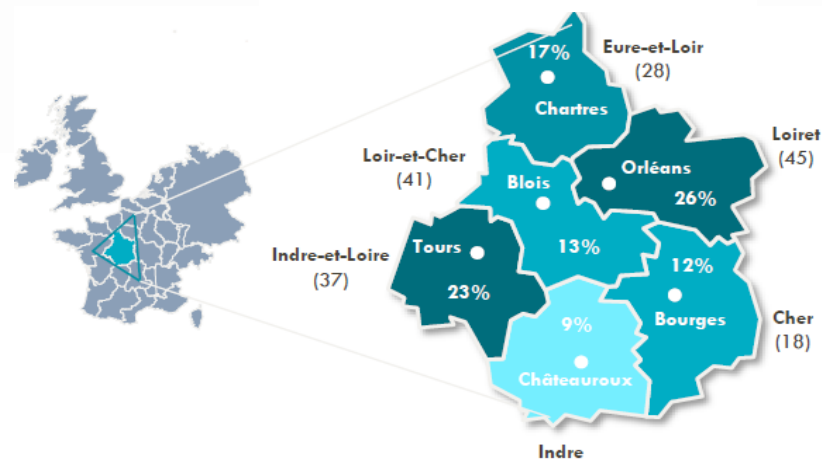 17%
Eure-et-Loir
(28)
Chartres
Loiret
(45)
Loir-et-Cher
(41)
Orléans
Blois
26%
Indre-et-Loire
(37)
Tours
13%
12%
23%
Bourges
Cher
(18)
9%
Châteauroux
Indre